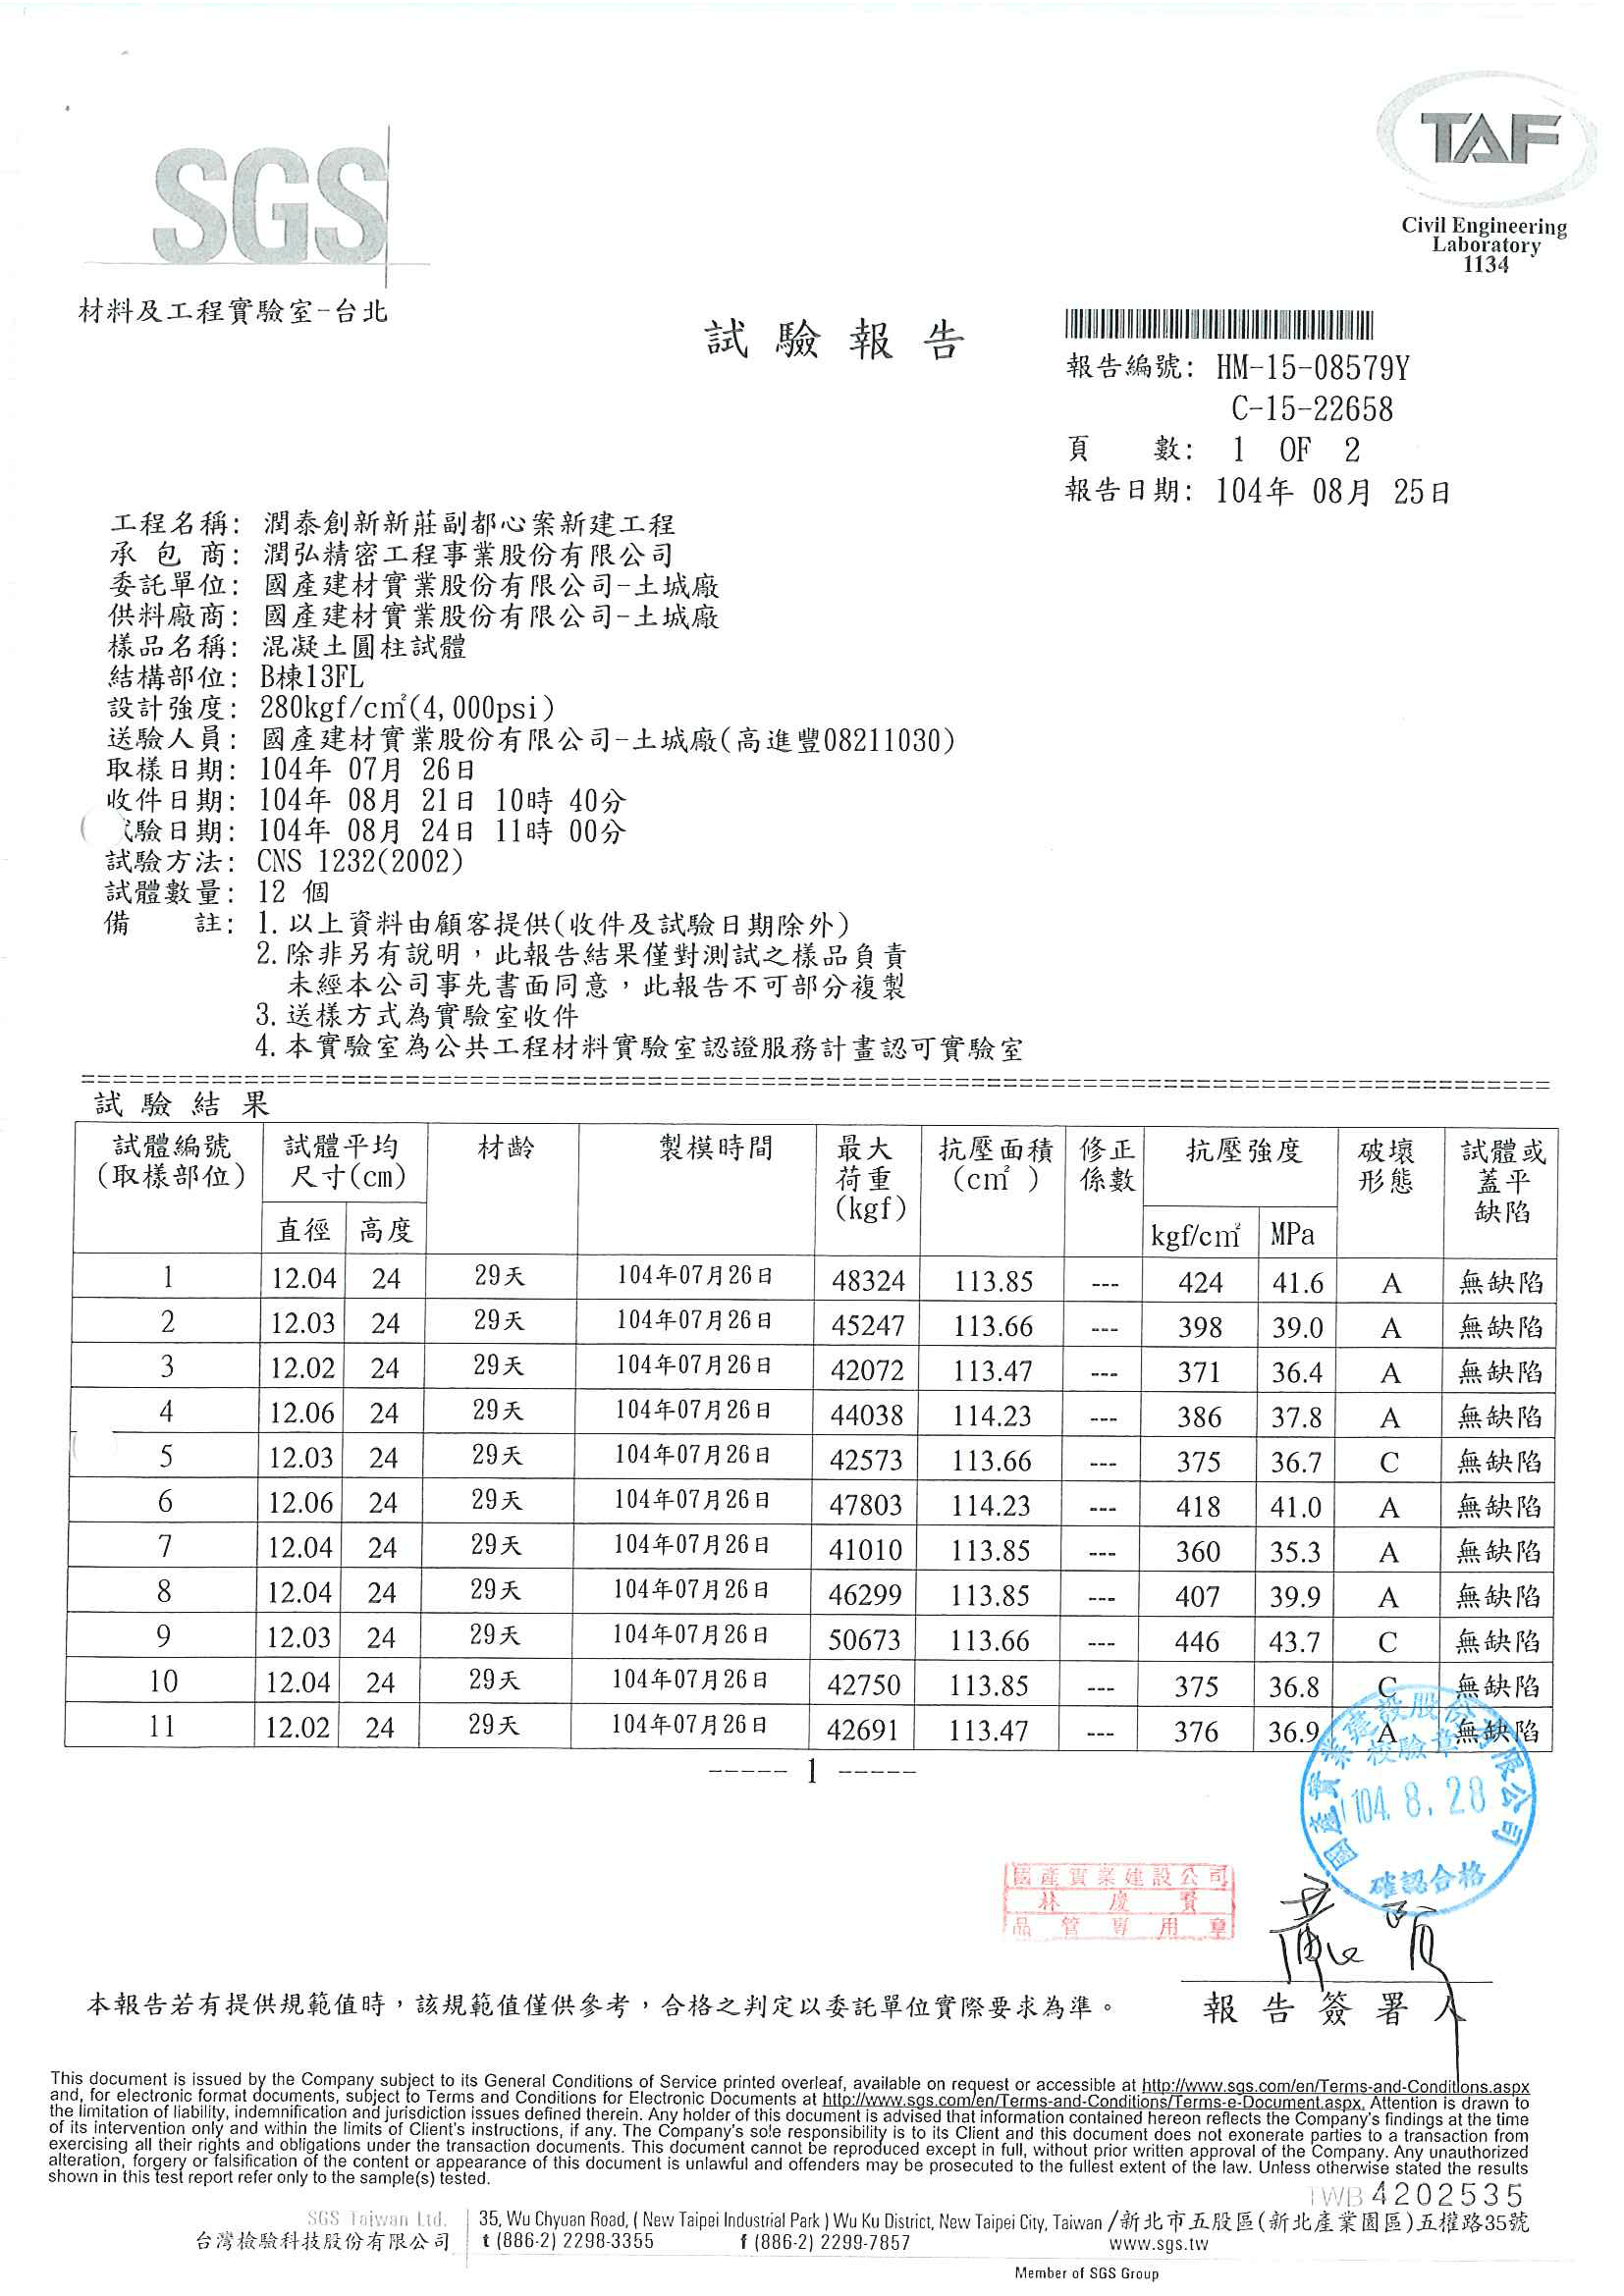 SGS
TAF
Civil Engineering
Laboratory
1134
材料及工程實驗室-台北
試驗報告
報告編號: HM-15-08579Y
C-15-22658
頁 數: 1 OF 2
報告日期: 104年 08月 25日
工程名稱: 潤泰創新新莊副都心案新建工程
承包商: 潤弘精密工程事業股份有限公司
委託單位: 國產建材實業股份有限公司-土城廠
供料廠商: 國產建材實業股份有限公司-土城廠
樣品名稱: 混凝土圓柱試體
結構部位: B棟13FL
設計強度: 280kgf/c㎡(4,000psi)
送驗人員: 國產建材實業股份有限公司-土城廠(高進豐08211030)
取樣日期: 104年 07月 26日
收件日期: 104年 08月 21日 10時 40分
試驗日期: 104年 08月 24日 11時 00分
試驗方法: CNS 1232(2002)
試體數量: 12 個
備 註: 1.以上資料由顧客提供(收件及試驗日期除外)
2.除非另有說明，此報告結果僅對測試之樣品負責
未經本公司事先書面同意，此報告不可部分複製
3.送樣方式為實驗室收件
4.本實驗室為公共工程材料實驗室認證服務計畫認可實驗室
試驗結果
試體編號 試體平均 材齡 製模時間 最大 抗壓面積 修正 抗壓強度 破壞 試體或
(取樣部位) 尺寸(cm) 荷重 (c㎡) 係數 形態 蓋平
(kgf) 缺陷
直徑 高度 kgf/c㎡ MPa
1 12.04 24 29天 104年07月26日 48324 113.85 --- 424 41.6 A 無缺陷
2 12.03 24 29天 104年07月26日 45247 113.66 --- 398 39.0 A 無缺陷
3 12.02 24 29天 104年07月26日 42072 113.47 --- 371 36.4 A 無缺陷
4 12.06 24 29天 104年07月26日 44038 114.23 --- 386 37.8 A 無缺陷
5 12.03 24 29天 104年07月26日 42573 113.66 --- 375 36.7 C 無缺陷
6 12.06 24 29天 104年07月26日 47803 114.23 --- 418 41.0 A 無缺陷
7 12.04 24 29天 104年07月26日 41010 113.85 --- 360 35.3 A 無缺陷
8 12.04 24 29天 104年07月26日 46299 113.85 --- 407 39.9 A 無缺陷
9 12.03 24 29天 104年07月26日 50673 113.66 --- 446 43.7 C 無缺陷
10 12.04 24 29天 104年07月26日 42750 113.85 --- 375 36.8 C 無缺陷
11 12.02 24 29天 104年07月26日 42691 113.47 --- 376 36.9 A 無缺陷
----- 1 -----
國產實業建設股份有限公司
校驗章
104. 8. 28
確認合格
國產實業建設公司
林慶賢
品管專用章
本報告若有提供規範值時，該規範值僅供參考，合格之判定以委託單位實際要求為準。
報告簽署人
This document is issued by the Company subject to its General Conditions of Service printed overleaf, available on request or accessible at http://www.sgs.com/en/Terms-and-Conditions.aspx
and, for electronic format documents, subject to Terms and Conditions for Electronic Documents at http://www.sgs.com/en/Terms-and-Conditions/Terms-e-Document.aspx. Attention is drawn to
the limitation of liability, indemnification and jurisdiction issues defined therein. Any holder of this document is advised that information contained hereon reflects the Company's findings at the time
of its intervention only and within the limits of Client's instructions, if any. The Company's sole responsibility is to its Client and this document does not exonerate parties to a transaction from
exercising all their rights and obligations under the transaction documents. This document cannot be reproduced except in full, without prior written approval of the Company. Any unauthorized
alteration, forgery or falsification of the content or appearance of this document is unlawful and offenders may be prosecuted to the fullest extent of the law. Unless otherwise stated the results
shown in this test report refer only to the sample(s) tested.
TWB 4202535
SGS Taiwan Ltd.
台灣檢驗科技股份有限公司
35, Wu Chyuan Road, (New Taipei Industrial Park) Wu Ku District, New Taipei City, Taiwan /新北市五股區(新北產業園區)五權路35號
t (886-2) 2298-3355 f (886-2) 2299-7857 www.sgs.tw
Member of SGS Group